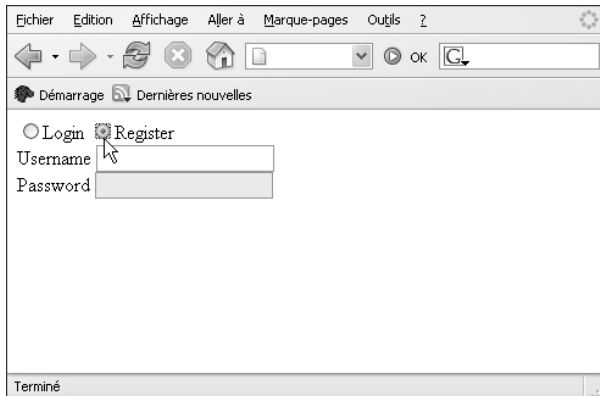 Fichier Edition Affichage Aller à Marque-pages Outils ?
OK G
Démarrage Dernières nouvelles
Login Register
Username
Password
Terminé